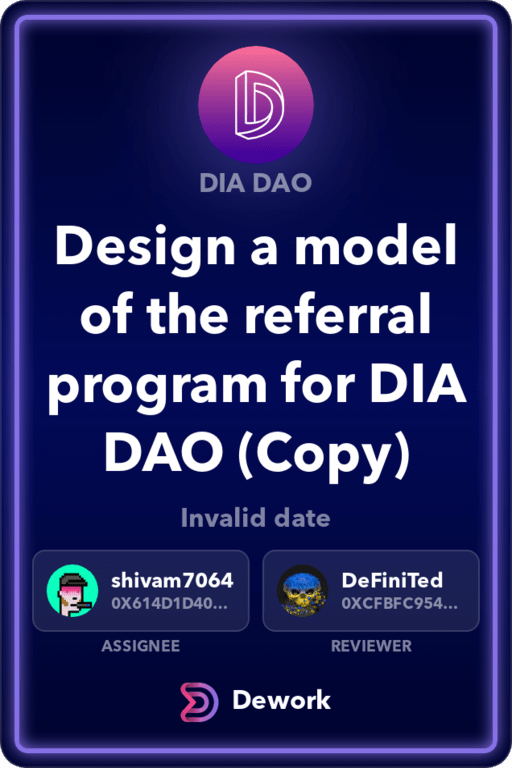 DIA DAO
Design a model
of the referral
program for DIA
DAO (Copy)
Invalid date
shivam7064
0X614D1D40...
ASSIGNEE
DeFiniTed
0XCFBFC954...
REVIEWER
Dework